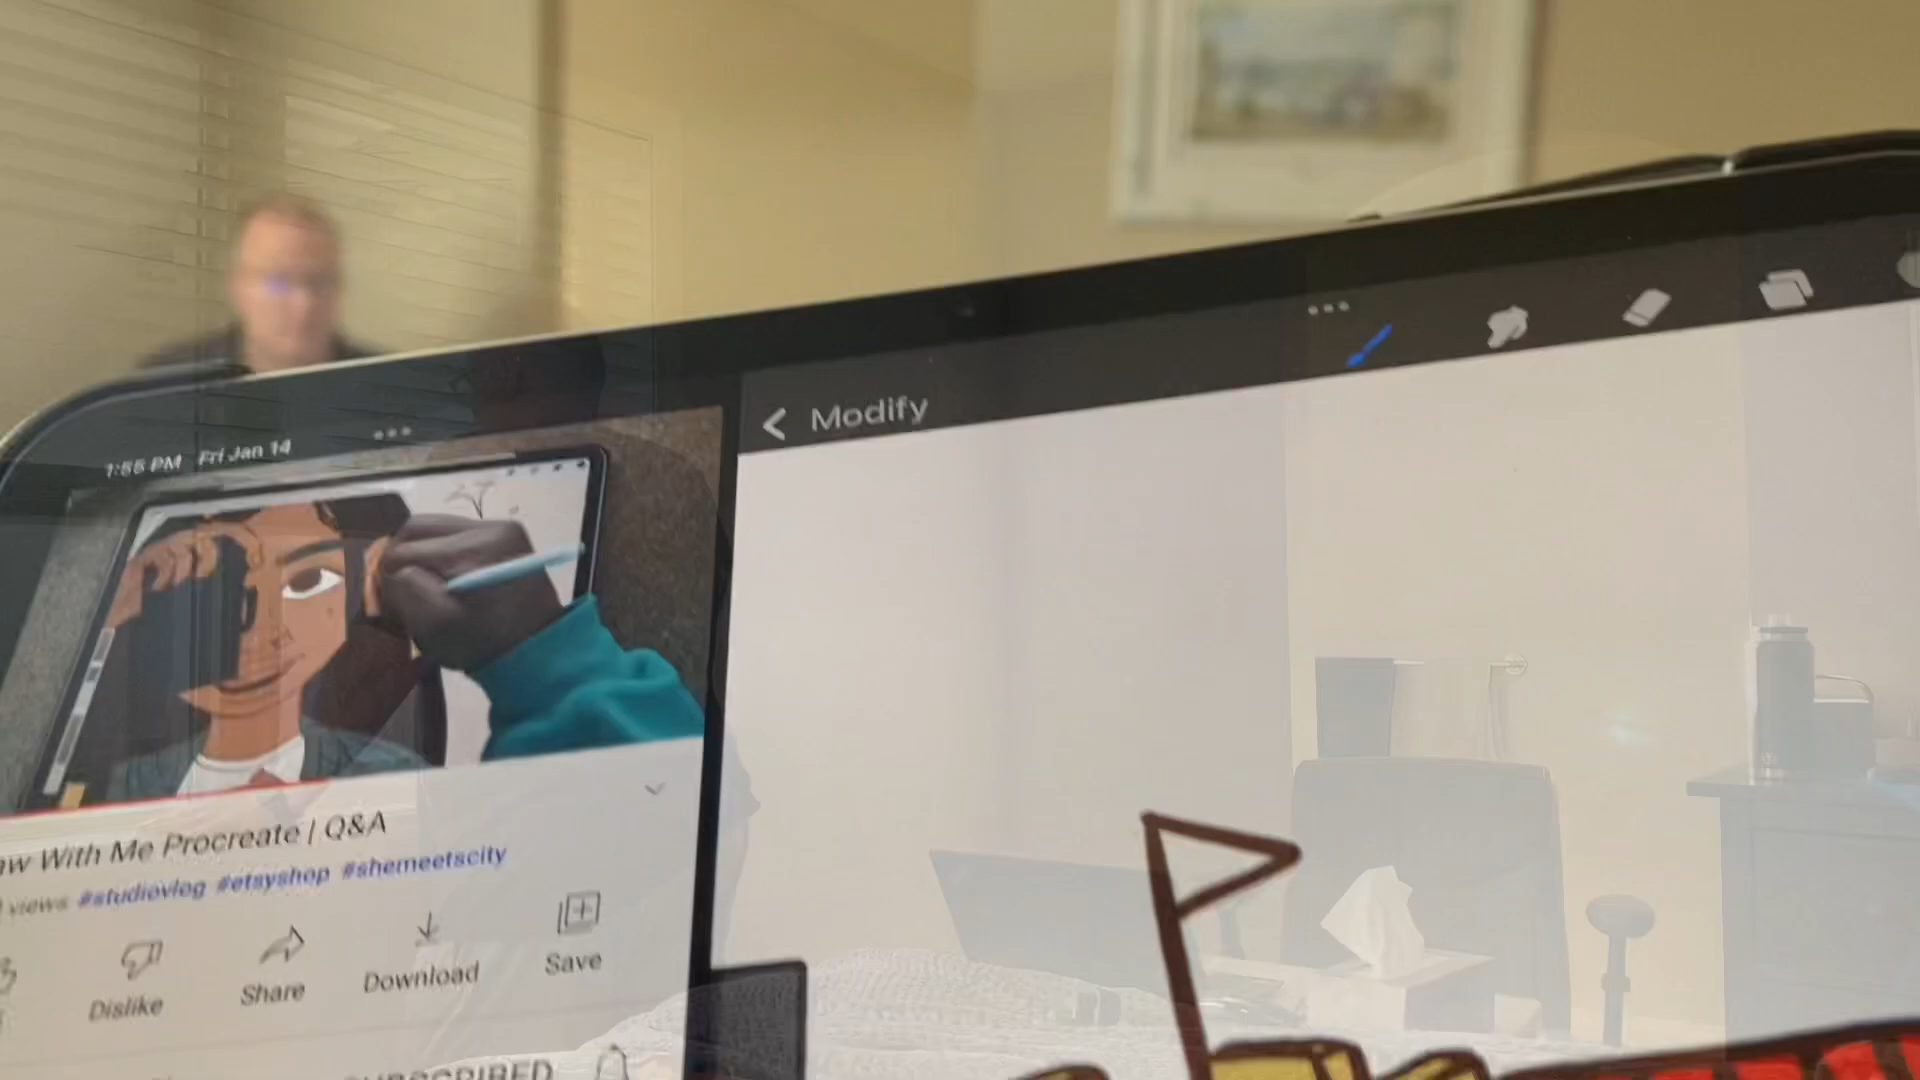 1:55 PM Fri Jan 14
Modify
With Me Procreate | Q&A
views #studiovlog #etsyshop #shemeetscity
Dislike
Share
Download
Save